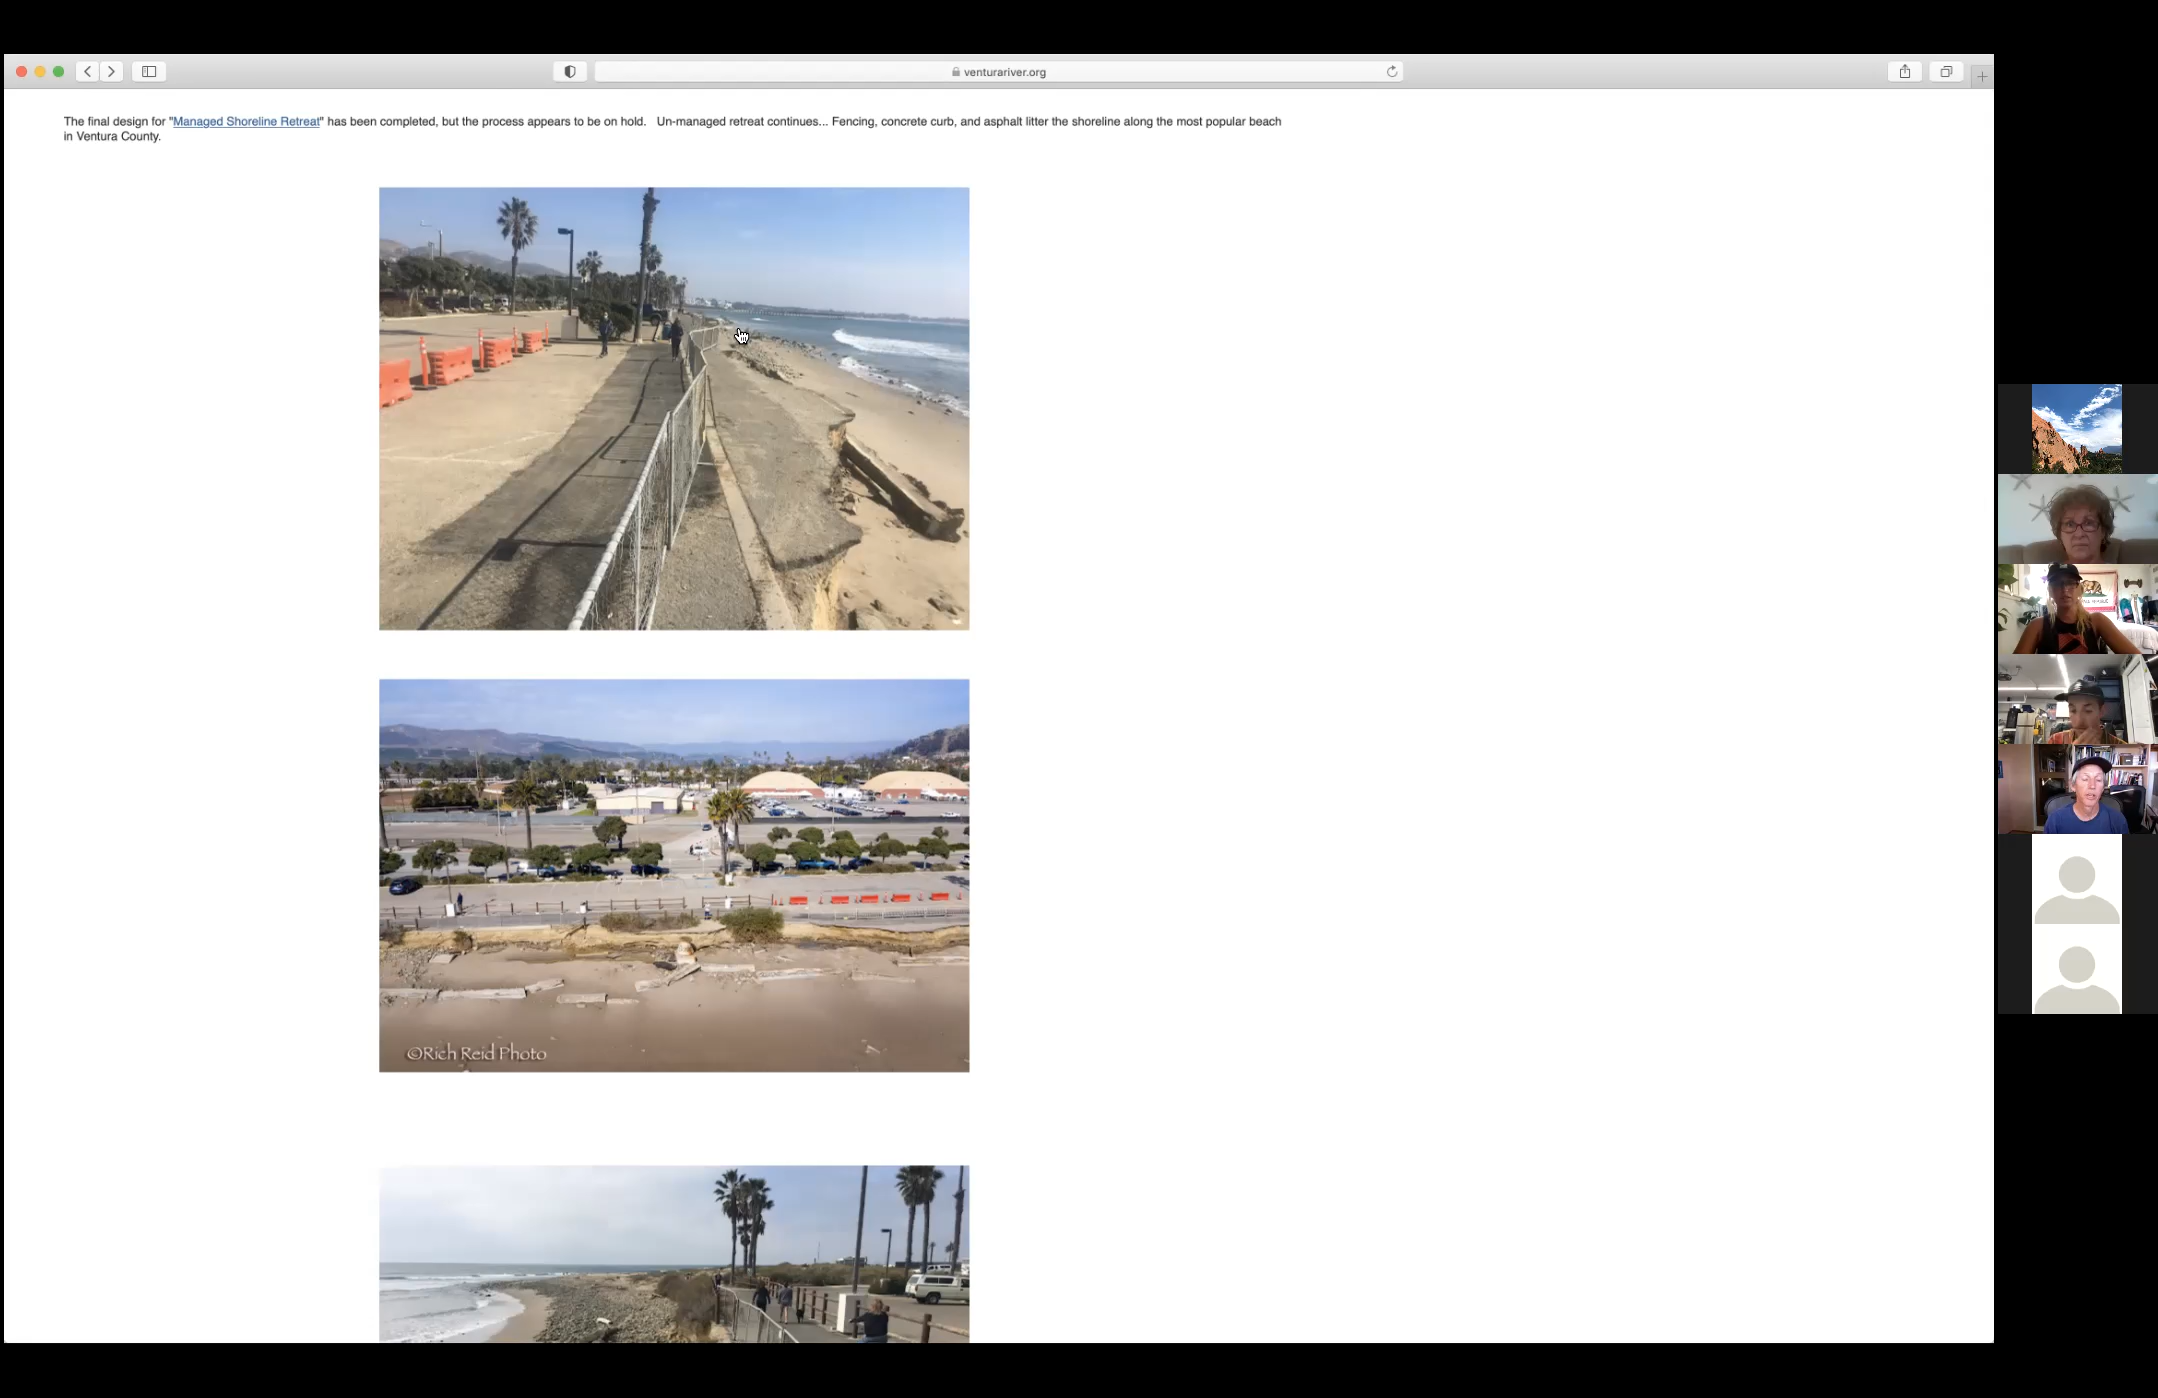 venturariver.org
The final design for "Managed Shoreline Retreat" has been completed, but the process appears to be on hold. Un-managed retreat continues... Fencing, concrete curb, and asphalt litter the shoreline along the most popular beach
in Ventura County.
©Rich Reid Photo